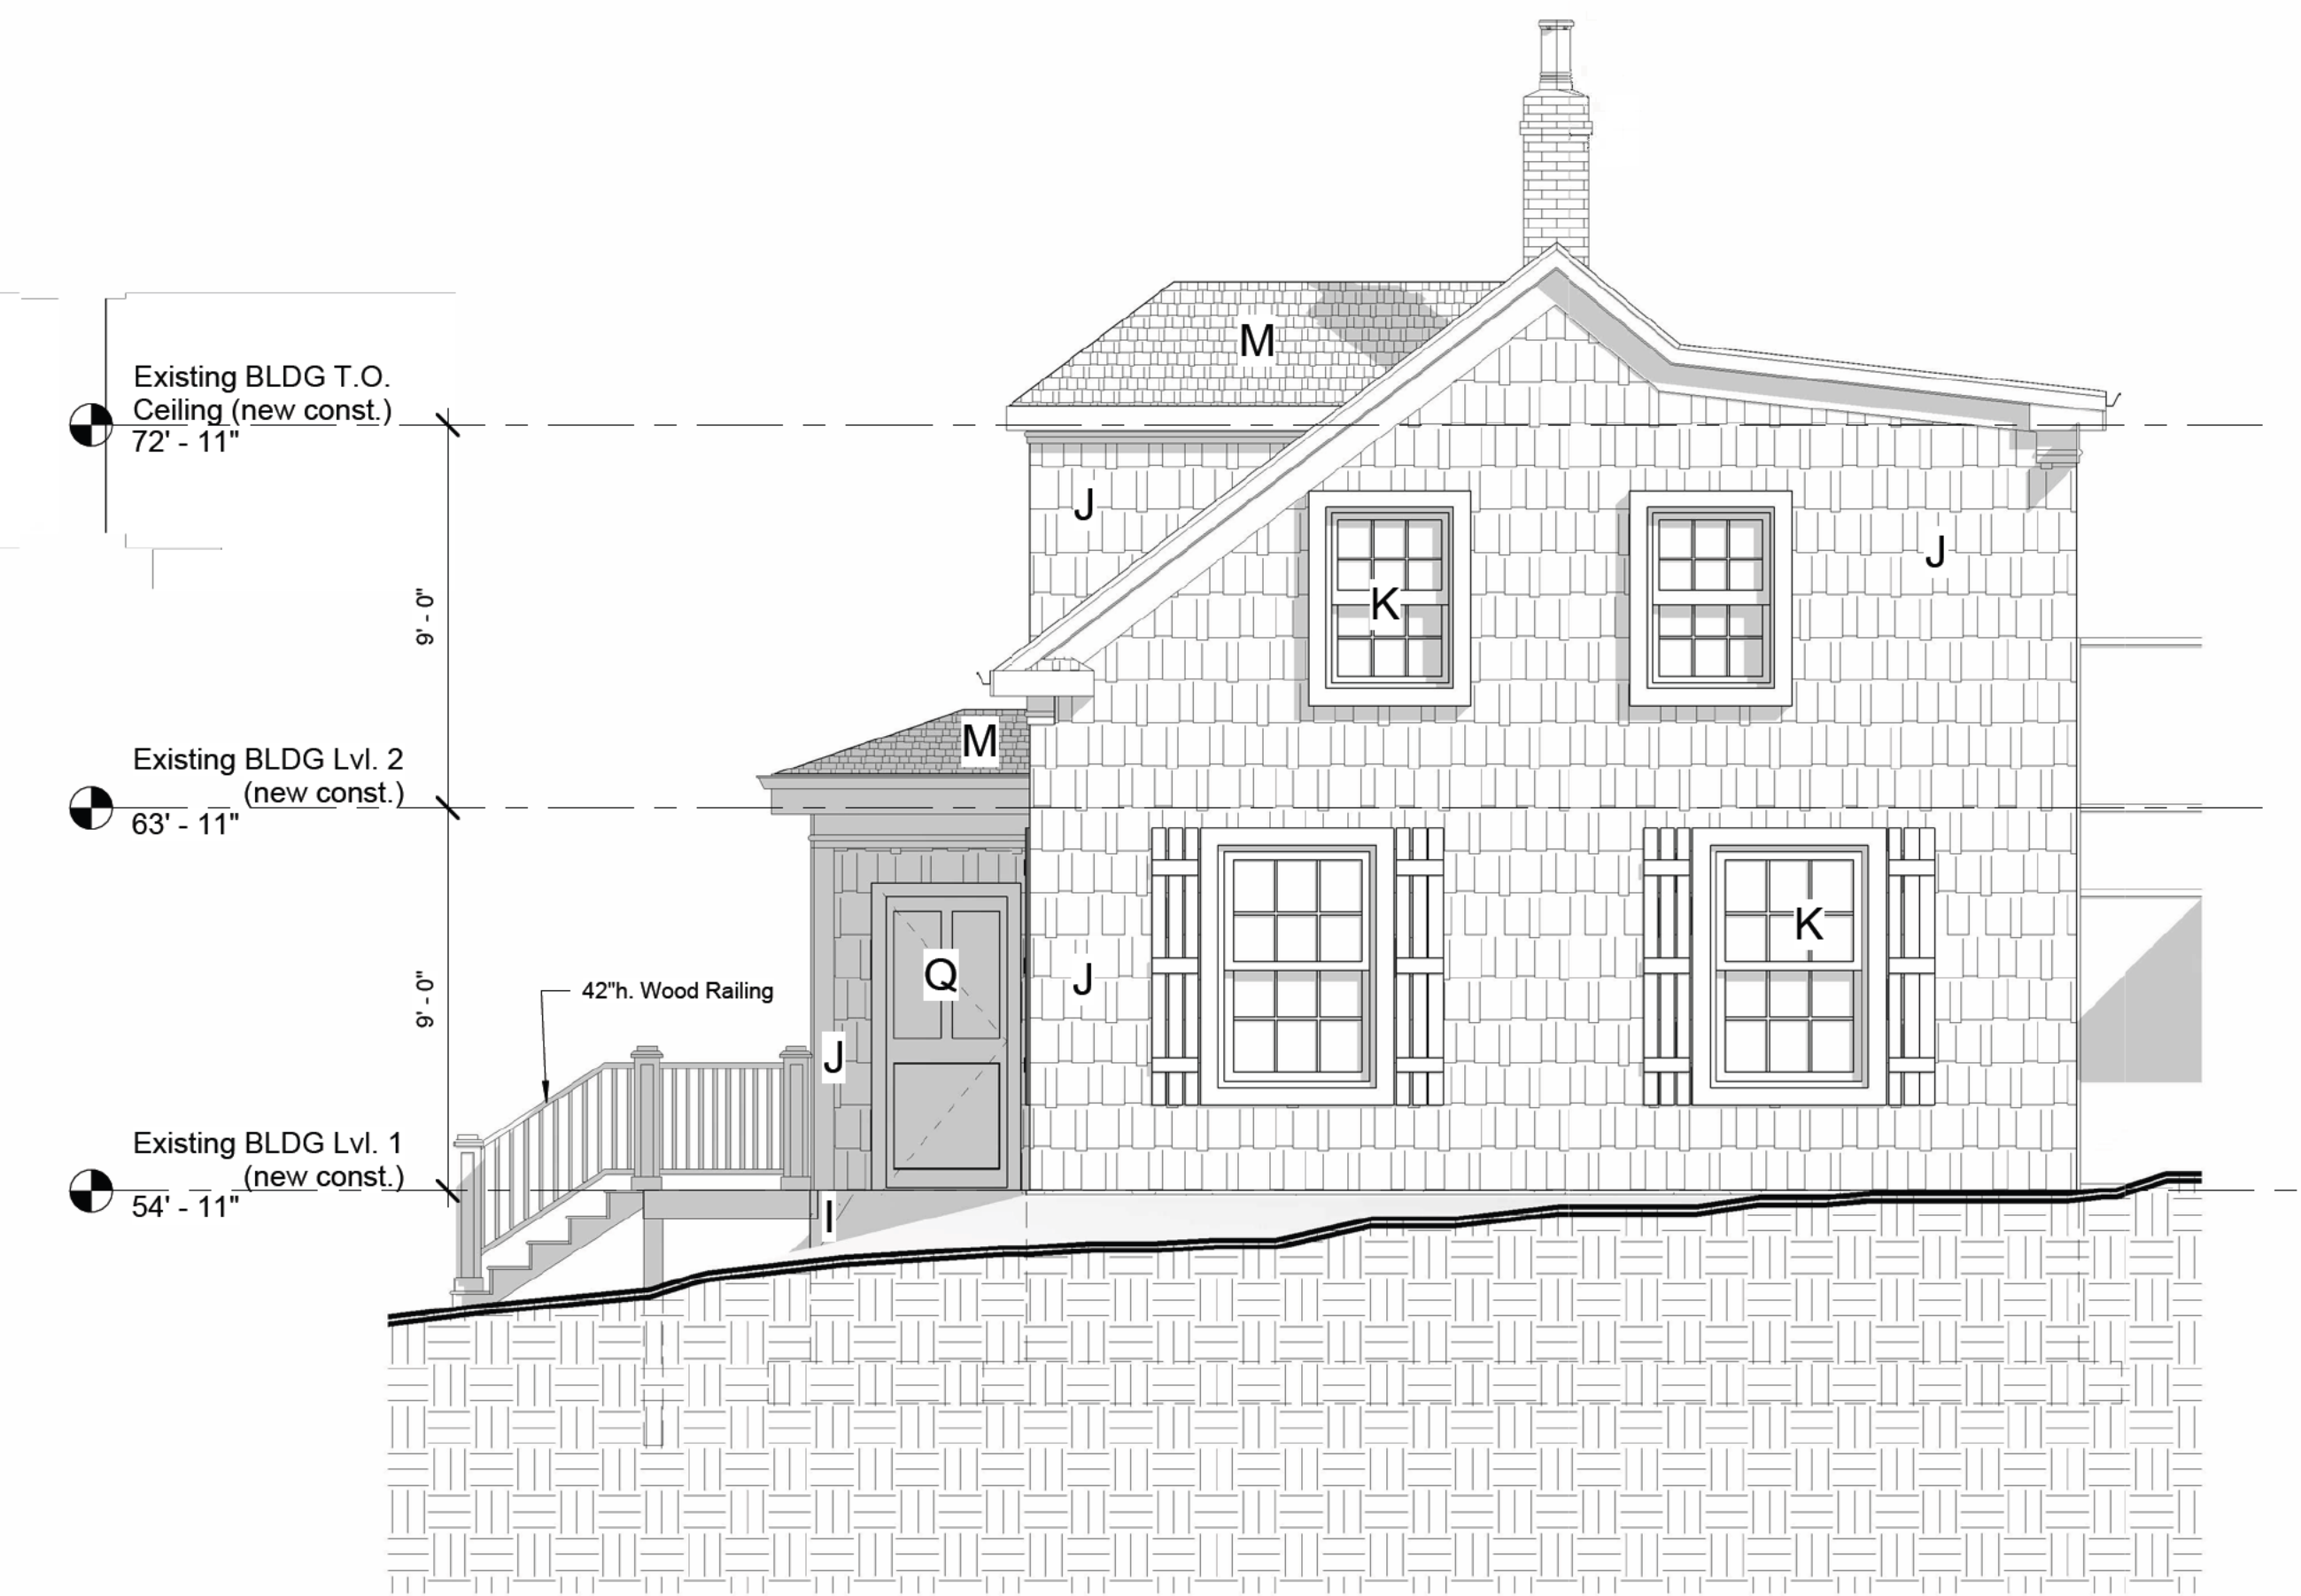 M
Existing BLDG T.O.
Ceiling (new const.)
72' - 11"
J
J
K
9' - 0"
M
Existing BLDG Lvl. 2
(new const.)
63' - 11"
K
Q
J
9' - 0"
42"h. Wood Railing
J
Existing BLDG Lvl. 1
(new const.)
54' - 11"
I